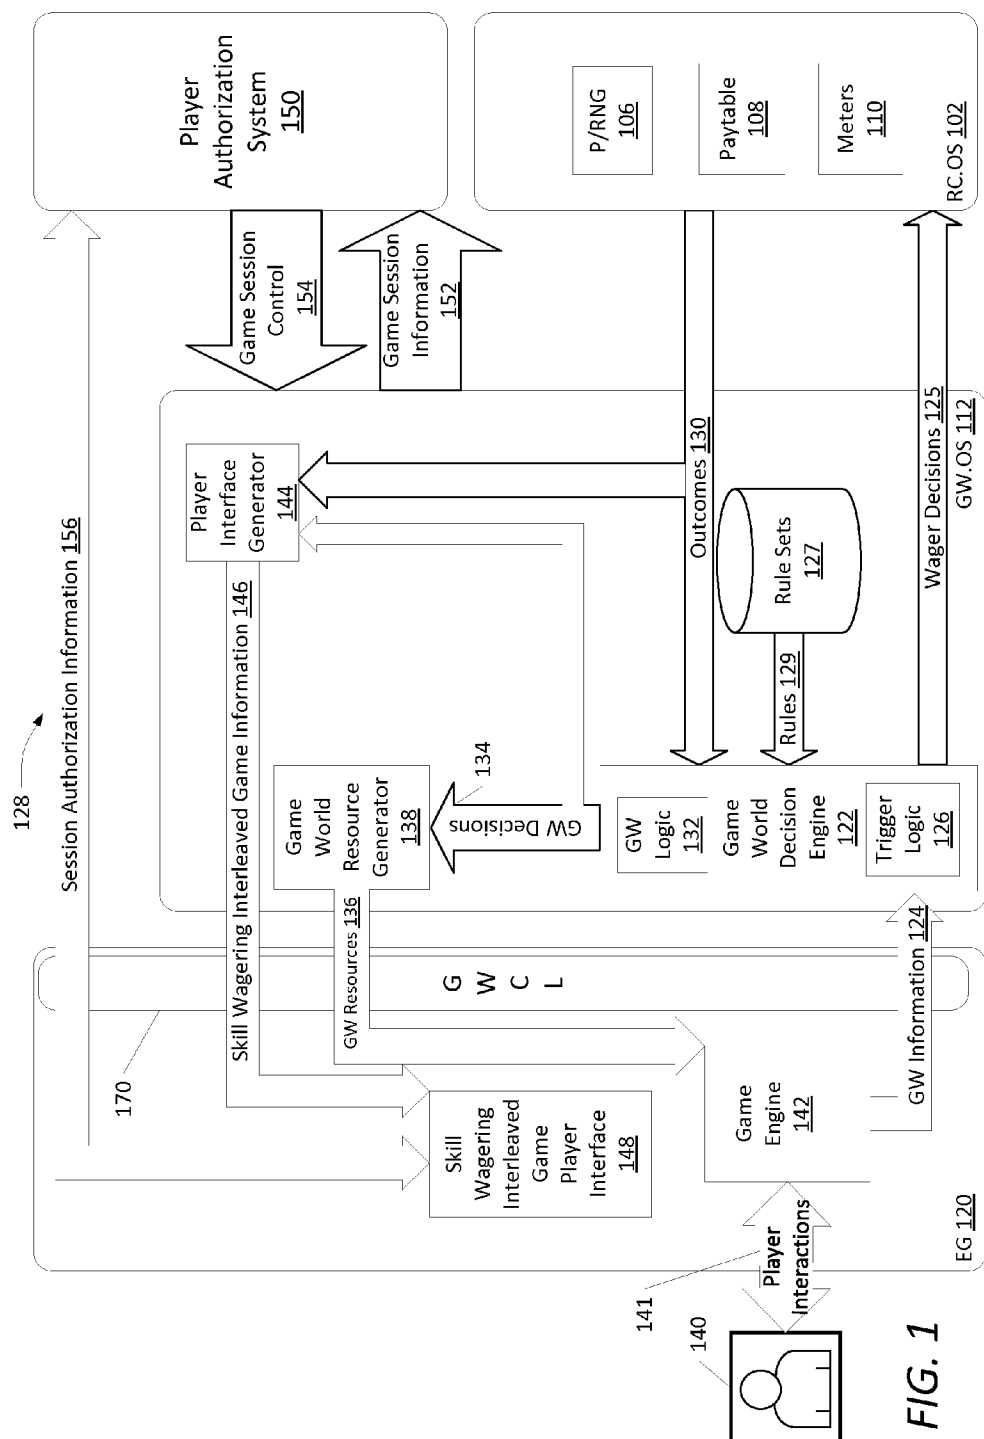 128
Session Authorization Information 156
Player
Authorization
System
150
Game Session
Control
154
Game Session
Information
152
Player
Interface
Generator
144
Skill Wagering Interleaved Game Information 146
170
Game
World
Resource
Generator
138
GW Resources 136
G
W
C
L
134
GW Decisions
Skill
Wagering
Interleaved
Game
Player
Interface
148
P/RNG
106
Paytable
108
Meters
110
RC.OS 102
Outcomes 130
Rule Sets
127
Rules 129
Wager Decisions 125
GW.OS 112
GW
Logic
132
Game
World
Decision
Engine
122
Trigger
Logic
126
GW Information 124
Game
Engine
142
EG 120
141
Player
Interactions
140
FIG. 1